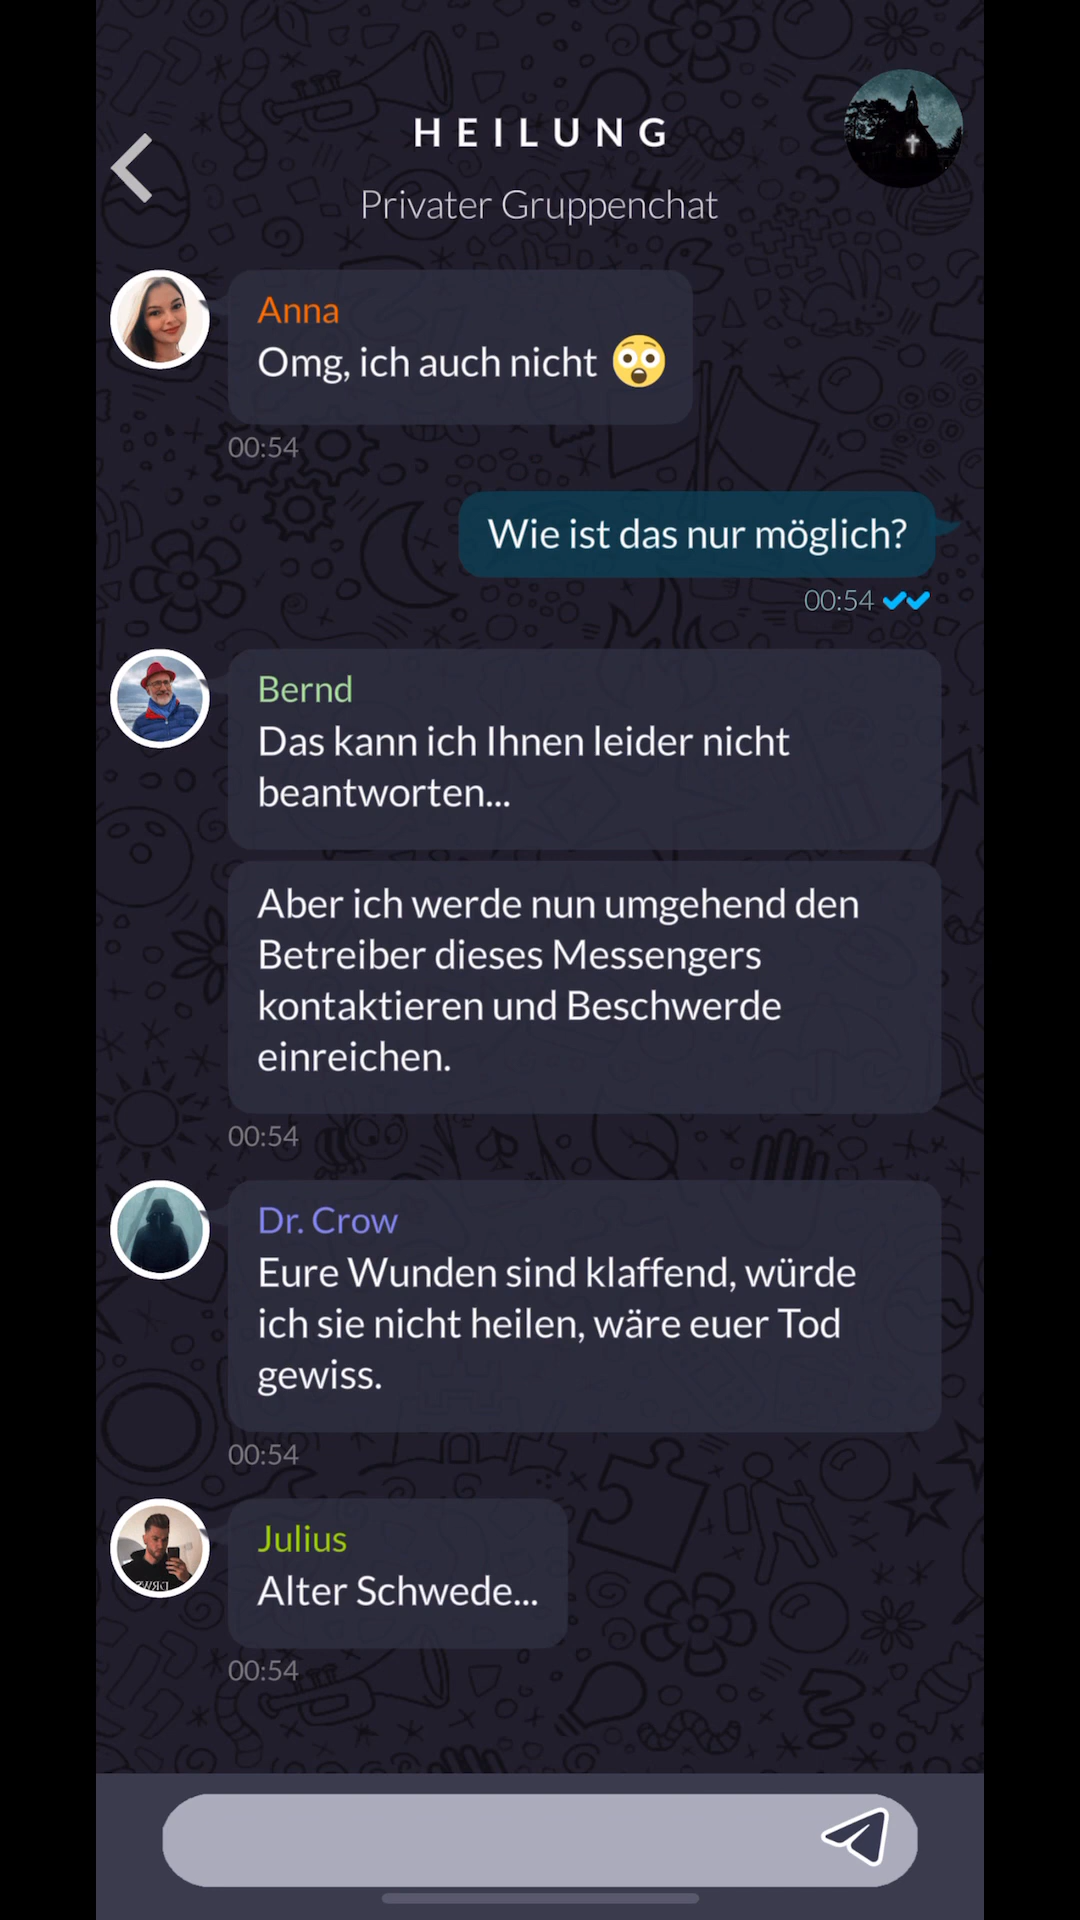 HEILUNG
Privater Gruppenchat
Anna
Omg, ich auch nicht 😲
00:54
Wie ist das nur möglich?
00:54
Bernd
Das kann ich Ihnen leider nicht
beantworten...
Aber ich werde nun umgehend den
Betreiber dieses Messengers
kontaktieren und Beschwerde
einreichen.
00:54
Dr. Crow
Eure Wunden sind klaffend, würde
ich sie nicht heilen, wäre euer Tod
gewiss.
00:54
Julius
Alter Schwede...
00:54